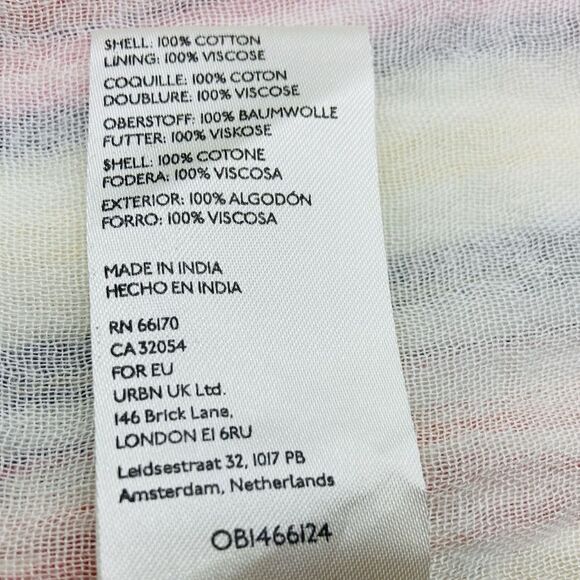 SHELL: 100% COTTON
LINING: 100% VISCOSE
COQUILLE: 100% COTON
DOUBLURE: 100% VISCOSE
OBERSTOFF: 100% BAUMWOLLE
FUTTER: 100% VISKOSE
SHELL: 100% COTONE
FODERA: 100% VISCOSA
EXTERIOR: 100% ALGODÓN
FORRO: 100% VISCOSA
MADE IN INDIA
HECHO EN INDIA
RN 66170
CA 32054
FOR EU
URBN UK Ltd.
146 Brick Lane,
LONDON E1 6RU
Leidsestraat 32, 1017 PB
Amsterdam, Netherlands
OB1466124